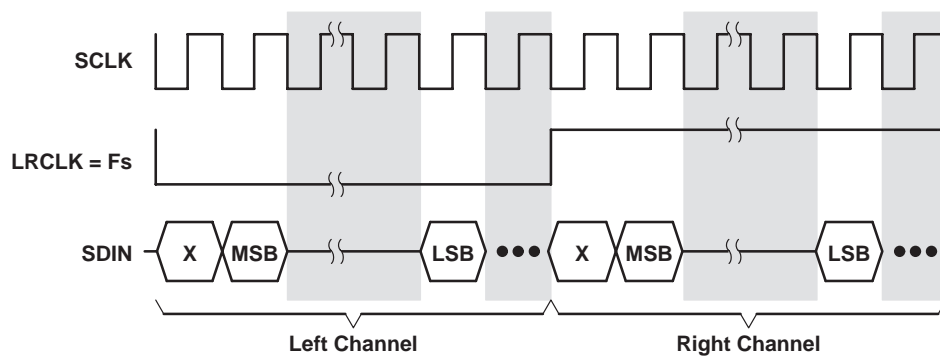 SCLK
LRCLK = Fs
SDIN X MSB LSB ●●● X MSB LSB ●●●
Left Channel Right Channel